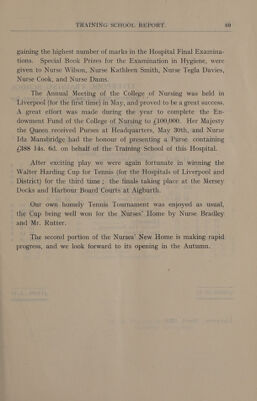 TRAINING SCHOOL REPORT. 69
gaining the highest number of marks in the Hospital Final Examina-
tions. Special Book Prizes for the Examination in Hygiene, were
given to Nurse Wilson, Nurse Kathleen Smith, Nurse Tegla Davies,
Nurse Cook, and Nurse Dams.
The Annual Meeting of the College of Nursing was held in
Liverpool (for the first time) in May, and proved to be a great success.
A great effort was made during the year to complete the En-
dowment Fund of the College of Nursing to £100,000. Her Majesty
the Queen received Purses at Headquarters, May 30th, and Nurse
Ida Mansbridge had the honour of presenting a Purse containing
£388 14s. 6d. on behalf of the Training School of this Hospital.
After exciting play we were again fortunate in winning the
Walter Harding Cup for Tennis (for the Hospitals of Liverpool and
District) for the third time; the finals taking place at the Mersey
Docks and Harbour Board Courts at Aigburth.
Our own homely Tennis Tournament was enjoyed as usual,
the Cup being well won for the Nurses' Home by Nurse Bradley
and Mr. Rutter.
The second portion of the Nurses' New Home is making rapid
progress, and we look forward to its opening in the Autumn.